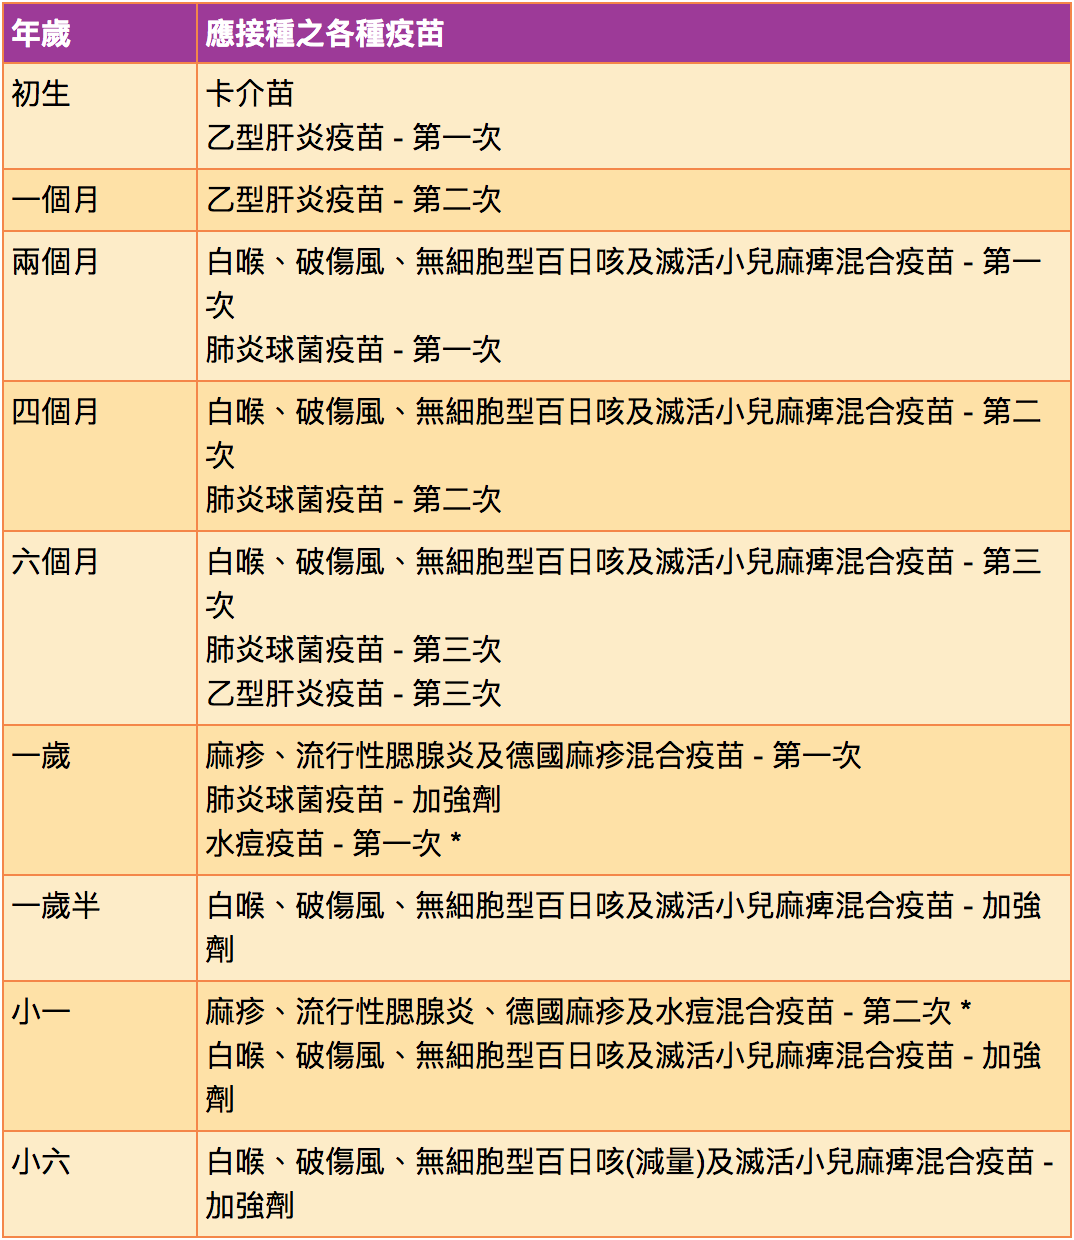 年歲 應接種之各種疫苗
初生 卡介苗
乙型肝炎疫苗 - 第一次
一個月 乙型肝炎疫苗 - 第二次
兩個月 白喉、破傷風、無細胞型百日咳及滅活小兒麻痺混合疫苗 - 第一
次
肺炎球菌疫苗 - 第一次
四個月 白喉、破傷風、無細胞型百日咳及滅活小兒麻痺混合疫苗 - 第二
次
肺炎球菌疫苗 - 第二次
六個月 白喉、破傷風、無細胞型百日咳及滅活小兒麻痺混合疫苗 - 第三
次
肺炎球菌疫苗 - 第三次
乙型肝炎疫苗 - 第三次
一歲 麻疹、流行性腮腺炎及德國麻疹混合疫苗 - 第一次
肺炎球菌疫苗 - 加強劑
水痘疫苗 - 第一次 *
一歲半 白喉、破傷風、無細胞型百日咳及滅活小兒麻痺混合疫苗 - 加強
劑
小一 麻疹、流行性腮腺炎、德國麻疹及水痘混合疫苗 - 第二次 *
白喉、破傷風、無細胞型百日咳及滅活小兒麻痺混合疫苗 - 加強
劑
小六 白喉、破傷風、無細胞型百日咳(減量)及滅活小兒麻痺混合疫苗 -
加強劑